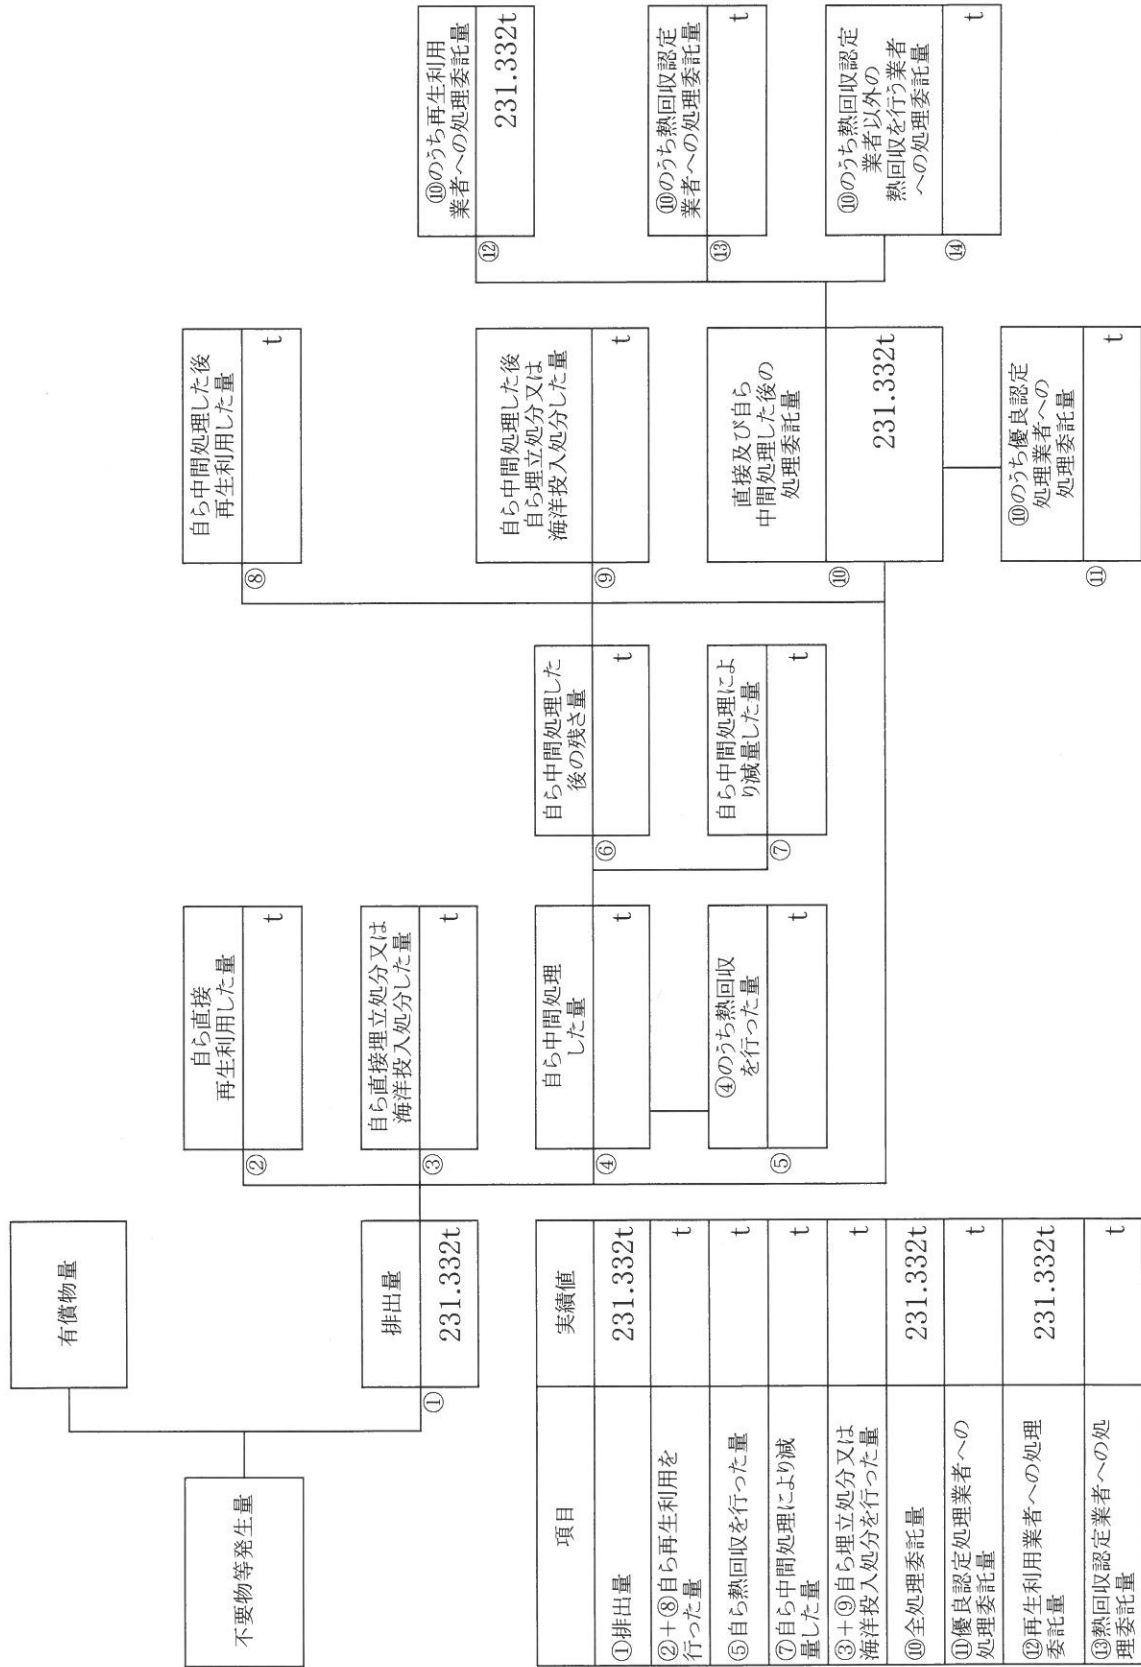 有償物量
不要物等発生量
①
排出量
231.332t
②
自ら直接
再生利用した量
t
③
自ら直接埋立処分又は
海洋投入処分した量
t
④
自ら中間処理
した量
t
⑤
④のうち熱回収
を行った量
t
⑥
自ら中間処理した
後の残さ量
t
⑦
自ら中間処理によ
り減量した量
t
⑧
自ら中間処理した後
再生利用した量
t
⑨
自ら中間処理した後
自ら埋立処分又は
海洋投入処分した量
t
⑩
直接及び自ら
中間処理した後の
処理委託量
231.332t
⑪
⑩のうち優良認定
処理業者への
処理委託量
t
⑫
⑩のうち再生利用
業者への処理委託量
231.332t
⑬
⑩のうち熱回収認定
業者への処理委託量
t
⑭
⑩のうち熱回収認定
業者以外の
熱回収を行う業者
への処理委託量
t
項目
実績値
①排出量
231.332t
②+⑧自ら再生利用を
行った量
t
⑤自ら熱回収を行った量
t
⑦自ら中間処理により減
量した量
t
③+⑨自ら埋立処分又は
海洋投入処分を行った量
t
⑩全処理委託量
231.332t
⑪優良認定処理業者への
処理委託量
t
⑫再生利用業者への処理
委託量
231.332t
⑬熱回収認定業者への処
理委託量
t